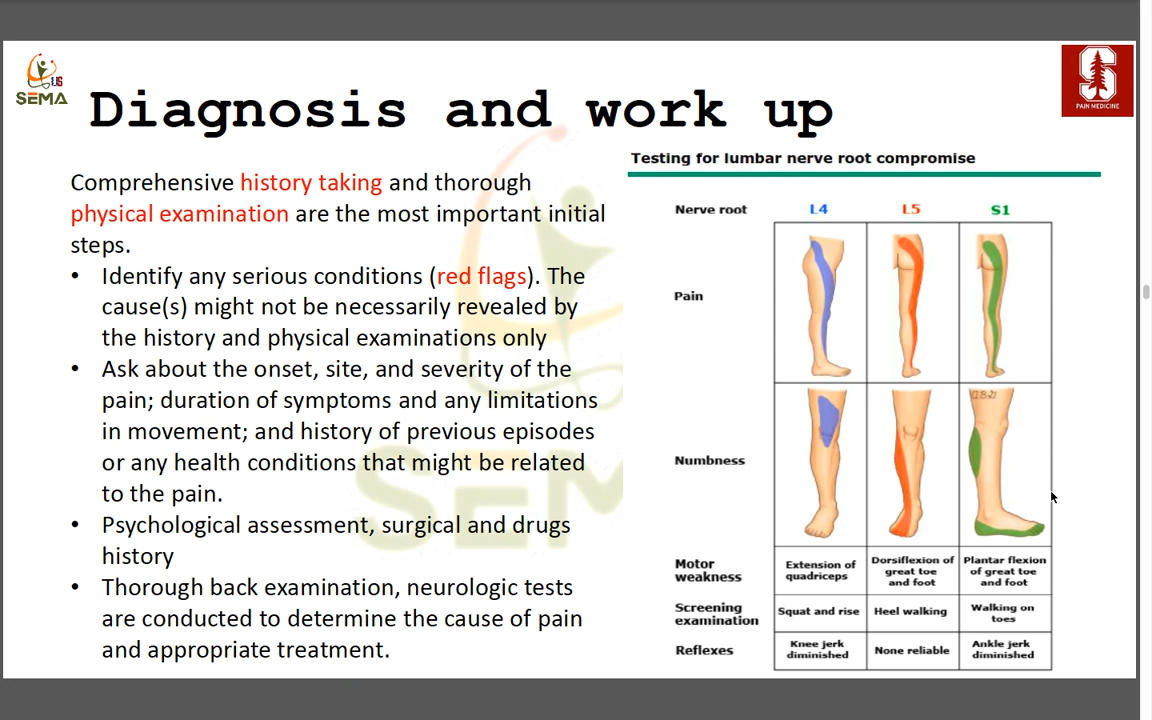 US
SEMA
Diagnosis and work up
S
PAIN MEDICINE
Comprehensive history taking and thorough
physical examination are the most important initial
steps.
• Identify any serious conditions (red flags). The
cause(s) might not be necessarily revealed by
the history and physical examinations only
• Ask about the onset, site, and severity of the
pain; duration of symptoms and any limitations
in movement; and history of previous episodes
or any health conditions that might be related
to the pain.
• Psychological assessment, surgical and drugs
history
• Thorough back examination, neurologic tests
are conducted to determine the cause of pain
and appropriate treatment.
SEM
Testing for lumbar nerve root compromise
Nerve root L4 L5 S1
Pain
Numbness
Motor
weakness
Extension of
quadriceps
Dorsiflexion of
great toe
and foot
Plantar flexion
of great toe
and foot
Screening
examination
Squat and rise
Heel walking
Walking on
toes
Reflexes
Knee jerk
diminished
None reliable
Ankle jerk
diminished